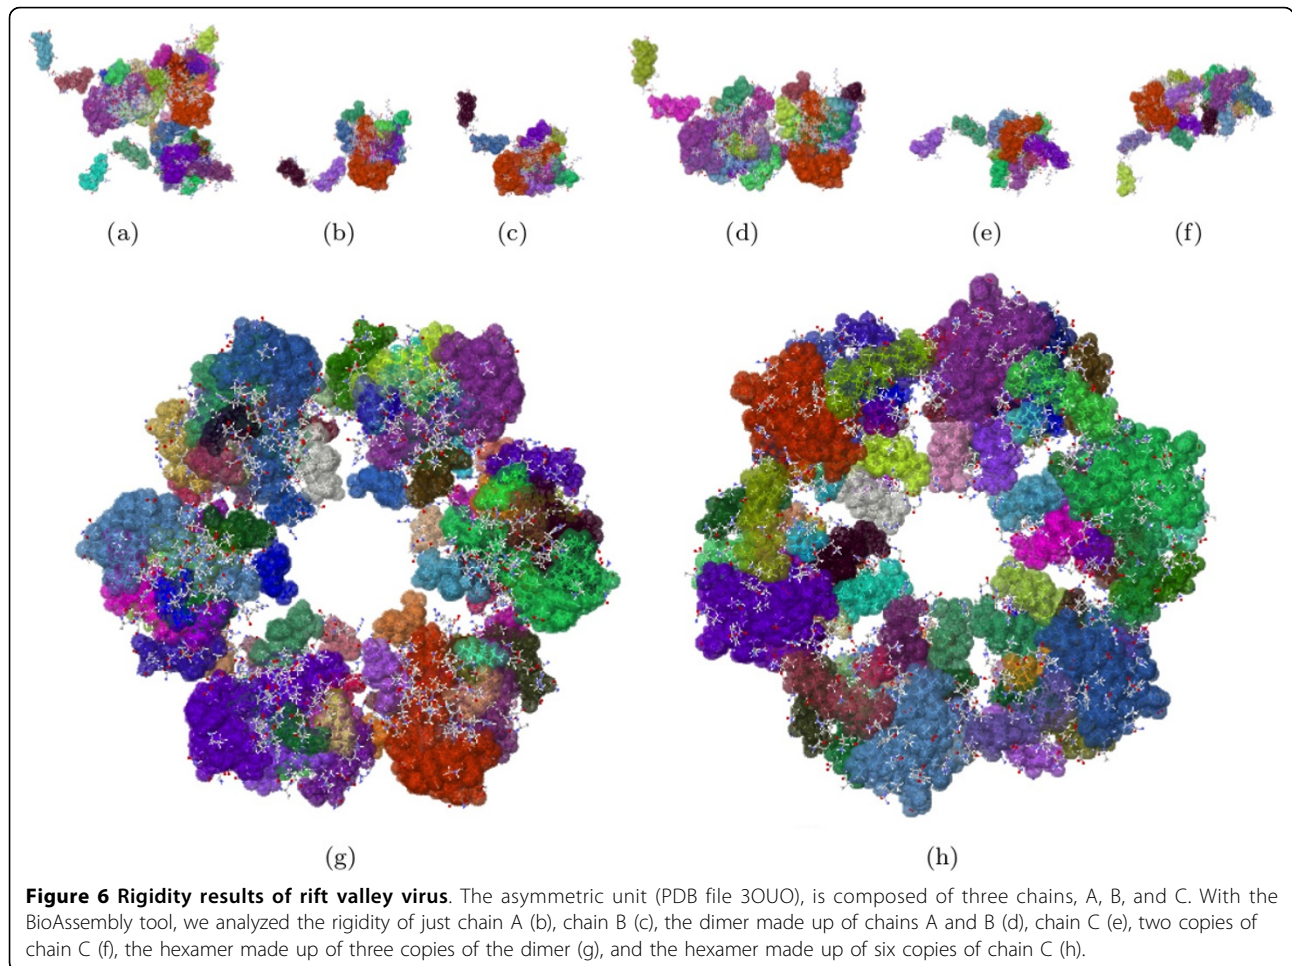 (a) (b) (c) (d) (e) (f)
(g) (h)
Figure 6 Rigidity results of rift valley virus. The asymmetric unit (PDB file 3OUO), is composed of three chains, A, B, and C. With the
BioAssembly tool, we analyzed the rigidity of just chain A (b), chain B (c), the dimer made up of chains A and B (d), chain C (e), two copies of
chain C (f), the hexamer made up of three copies of the dimer (g), and the hexamer made up of six copies of chain C (h).